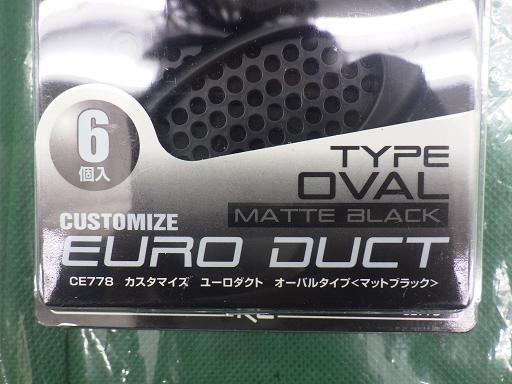 6
個入
TYPE
OVAL
MATTE BLACK
CUSTOMIZE
EURO DUCT
CE778 カスタマイズ ユーロダクト オーバルタイプ<マットブラック>